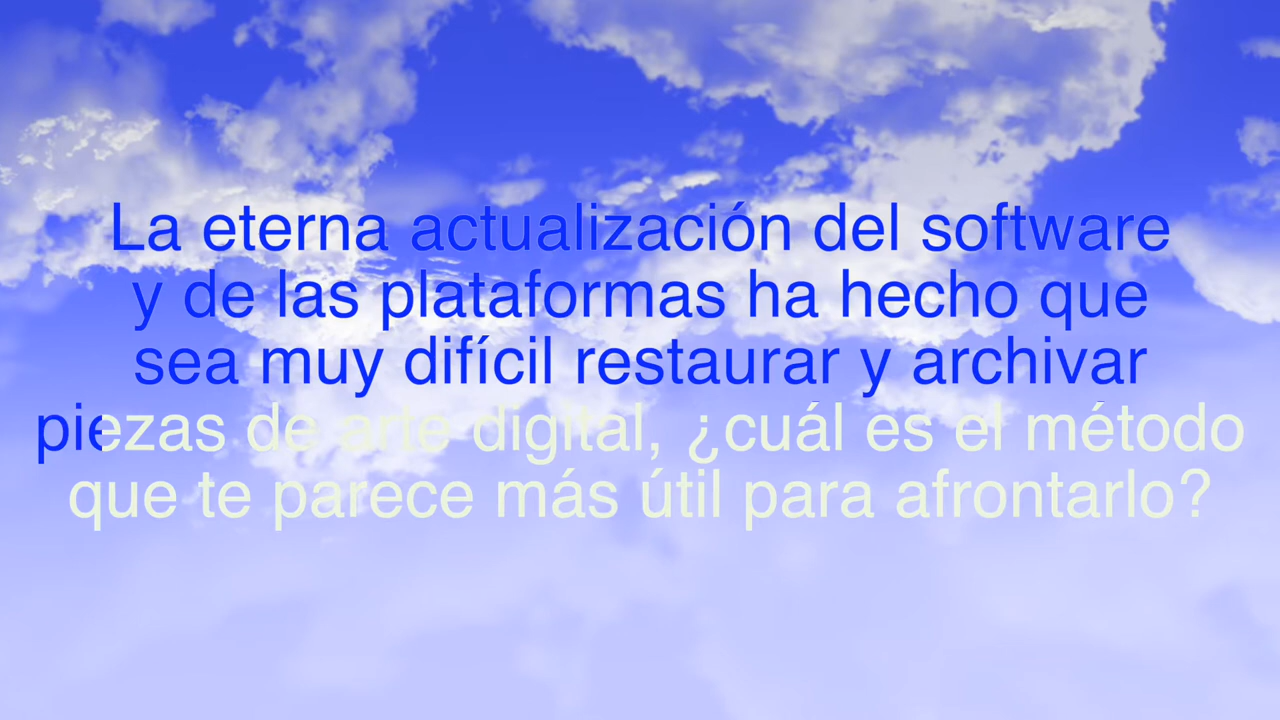 La eterna actualización del software
y de las plataformas ha hecho que
sea muy difícil restaurar y archivar
piezas de arte digital, ¿cuál es el método
que te parece más útil para afrontarlo?